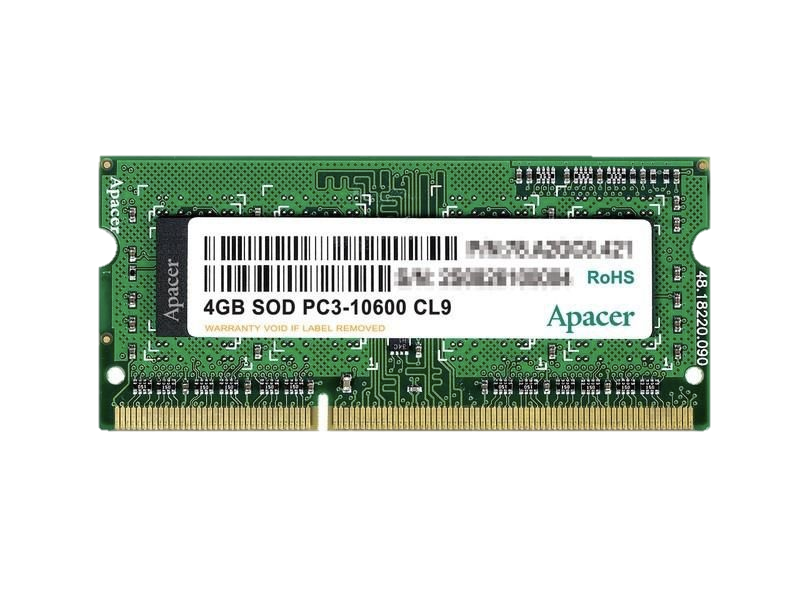 Apacer
Apacer
RoHS
4GB SOD PC3-10600 CL9
Apacer
WARRANTY VOID IF LABEL REMOVED
48.18220.090